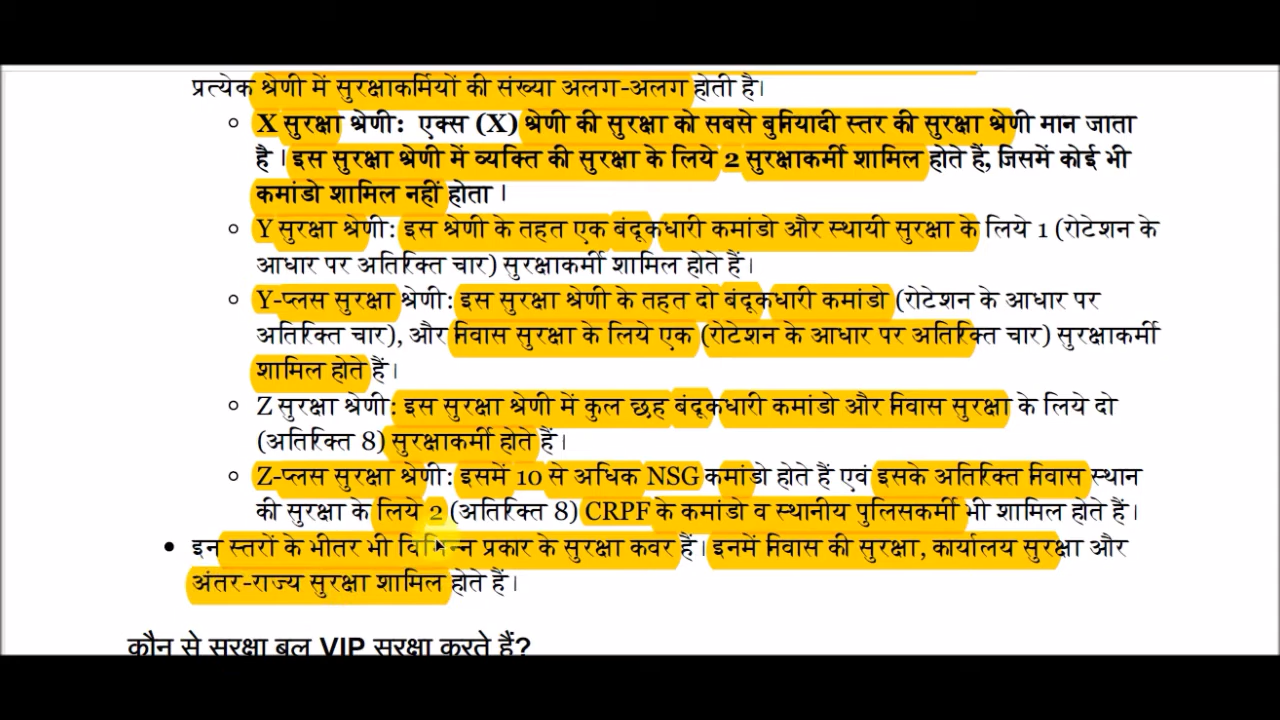 प्रत्येक श्रेणी में सुरक्षाकर्मियों की संख्या अलग-अलग होती है।
X सुरक्षा श्रेणी: एक्स (X) श्रेणी की सुरक्षा को सबसे बुनियादी स्तर की सुरक्षा श्रेणी मान जाता
है। इस सुरक्षा श्रेणी में व्यक्ति की सुरक्षा के लिये 2 सुरक्षाकर्मी शामिल होते हैं, जिसमें कोई भी
कमांडो शामिल नहीं होता।
Y सुरक्षा श्रेणी: इस श्रेणी के तहत एक बंदूकधारी कमांडो और स्थायी सुरक्षा के लिये 1 (रोटेशन के
आधार पर अतिरिक्त चार) सुरक्षाकर्मी शामिल होते हैं।
Y-प्लस सुरक्षा श्रेणी: इस सुरक्षा श्रेणी के तहत दो बंदूकधारी कमांडो (रोटेशन के आधार पर
अतिरिक्त चार), और निवास सुरक्षा के लिये एक (रोटेशन के आधार पर अतिरिक्त चार) सुरक्षाकर्मी
शामिल होते हैं।
Z सुरक्षा श्रेणी: इस सुरक्षा श्रेणी में कुल छह बंदूकधारी कमांडो और निवास सुरक्षा के लिये दो
(अतिरिक्त 8) सुरक्षाकर्मी होते हैं।
Z-प्लस सुरक्षा श्रेणी: इसमें 10 से अधिक NSG कमांडो होते हैं एवं इसके अतिरिक्त निवास स्थान
की सुरक्षा के लिये 2 (अतिरिक्त 8) CRPF के कमांडो व स्थानीय पुलिसकर्मी भी शामिल होते हैं।
इन स्तरों के भीतर भी विभिन्न प्रकार के सुरक्षा कवर हैं। इनमें निवास की सुरक्षा, कार्यालय सुरक्षा और
अंतर-राज्य सुरक्षा शामिल होते हैं।
कौन से सुरक्षा बल VIP सुरक्षा करते हैं?